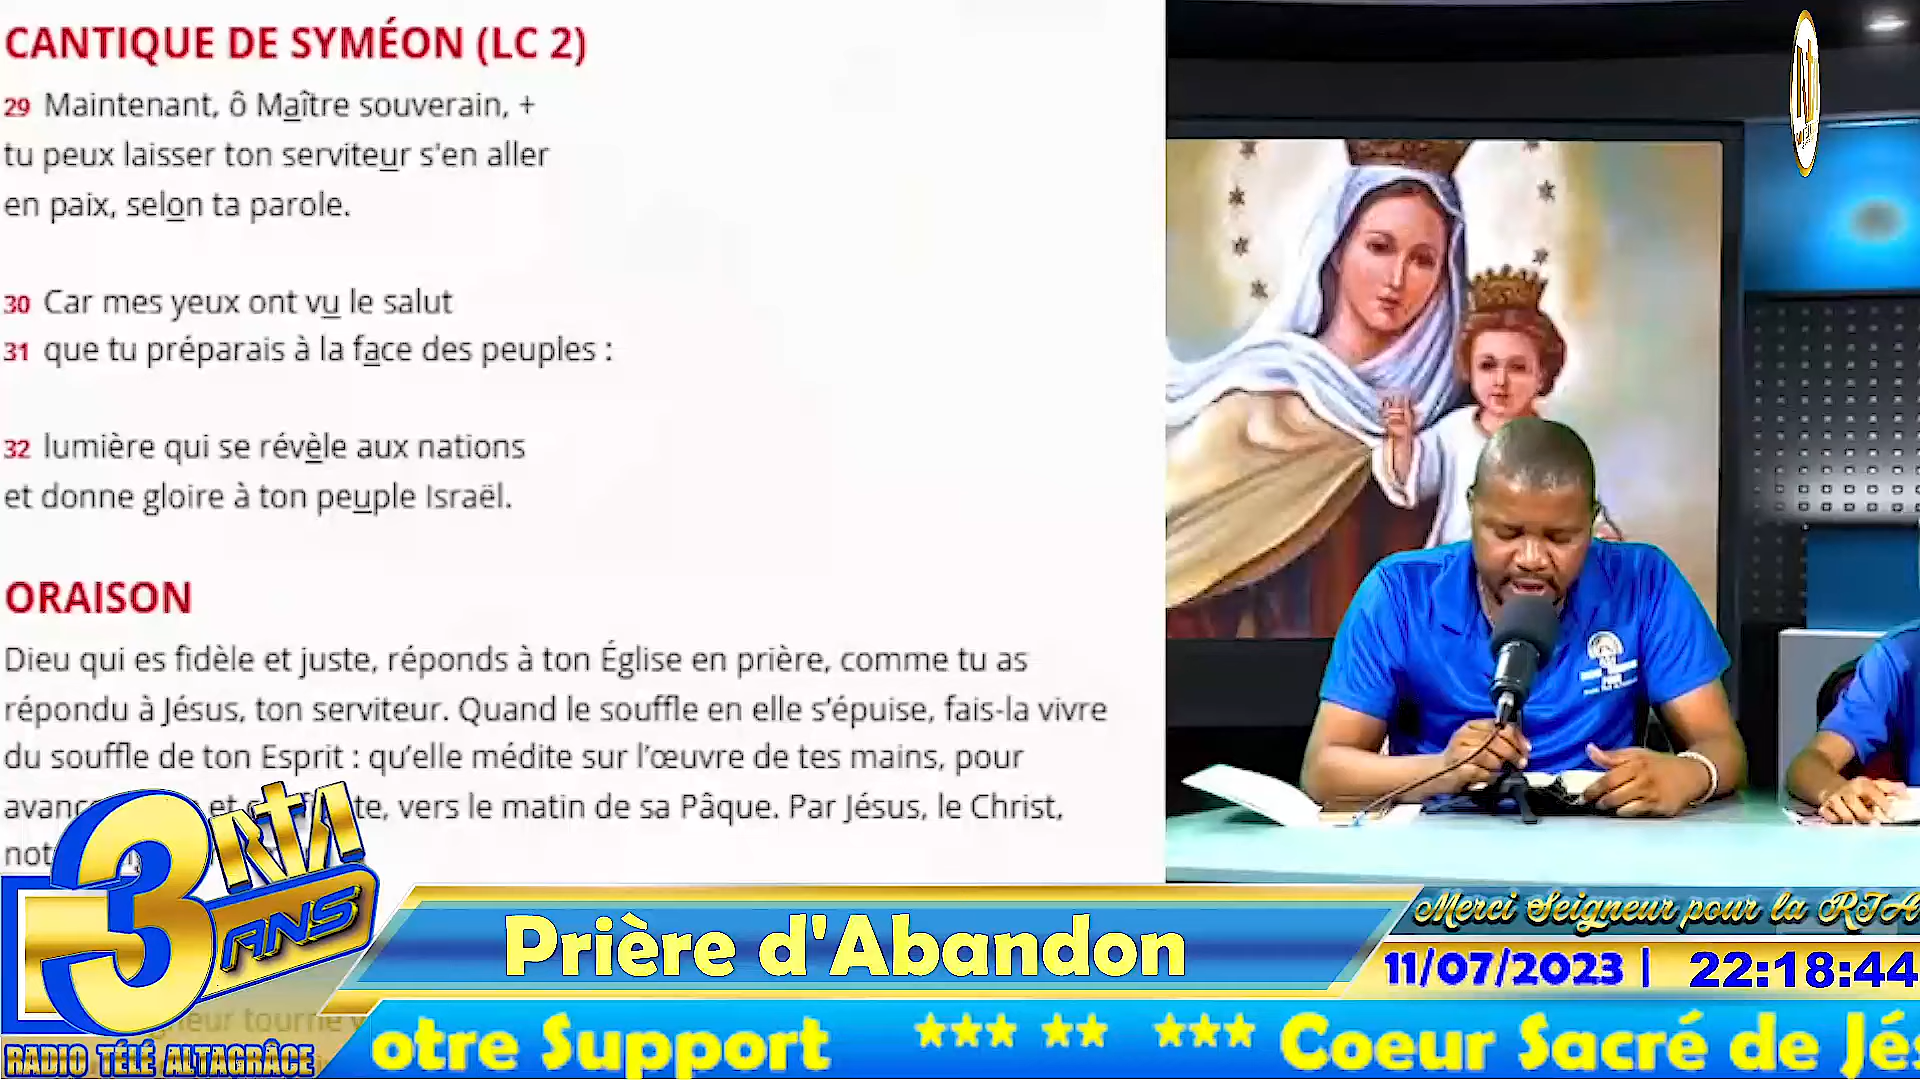 CANTIQUE DE SYMÉON (LC 2)
29 Maintenant, ô Maître souverain, +
tu peux laisser ton serviteur s'en aller
en paix, selon ta parole.
30 Car mes yeux ont vu le salut
31 que tu préparais à la face des peuples :
32 lumière qui se révèle aux nations
et donne gloire à ton peuple Israël.
ORAISON
Dieu qui es fidèle et juste, réponds à ton Église en prière, comme tu as
répondu à Jésus, ton serviteur. Quand le souffle en elle s’épuise, fais-la vivre
du souffle de ton Esprit : qu’elle médite sur l’œuvre de tes mains, pour
avanc et te, vers le matin de sa Pâque. Par Jésus, le Christ,
not
3 RTA
ANS
RADIO TÉLÉ ALTAGRÂCE
Prière d'Abandon
Merci Seigneur pour la RTA
11/07/2023 | 22:18:44
otre Support *** ** *** Coeur Sacré de Jés